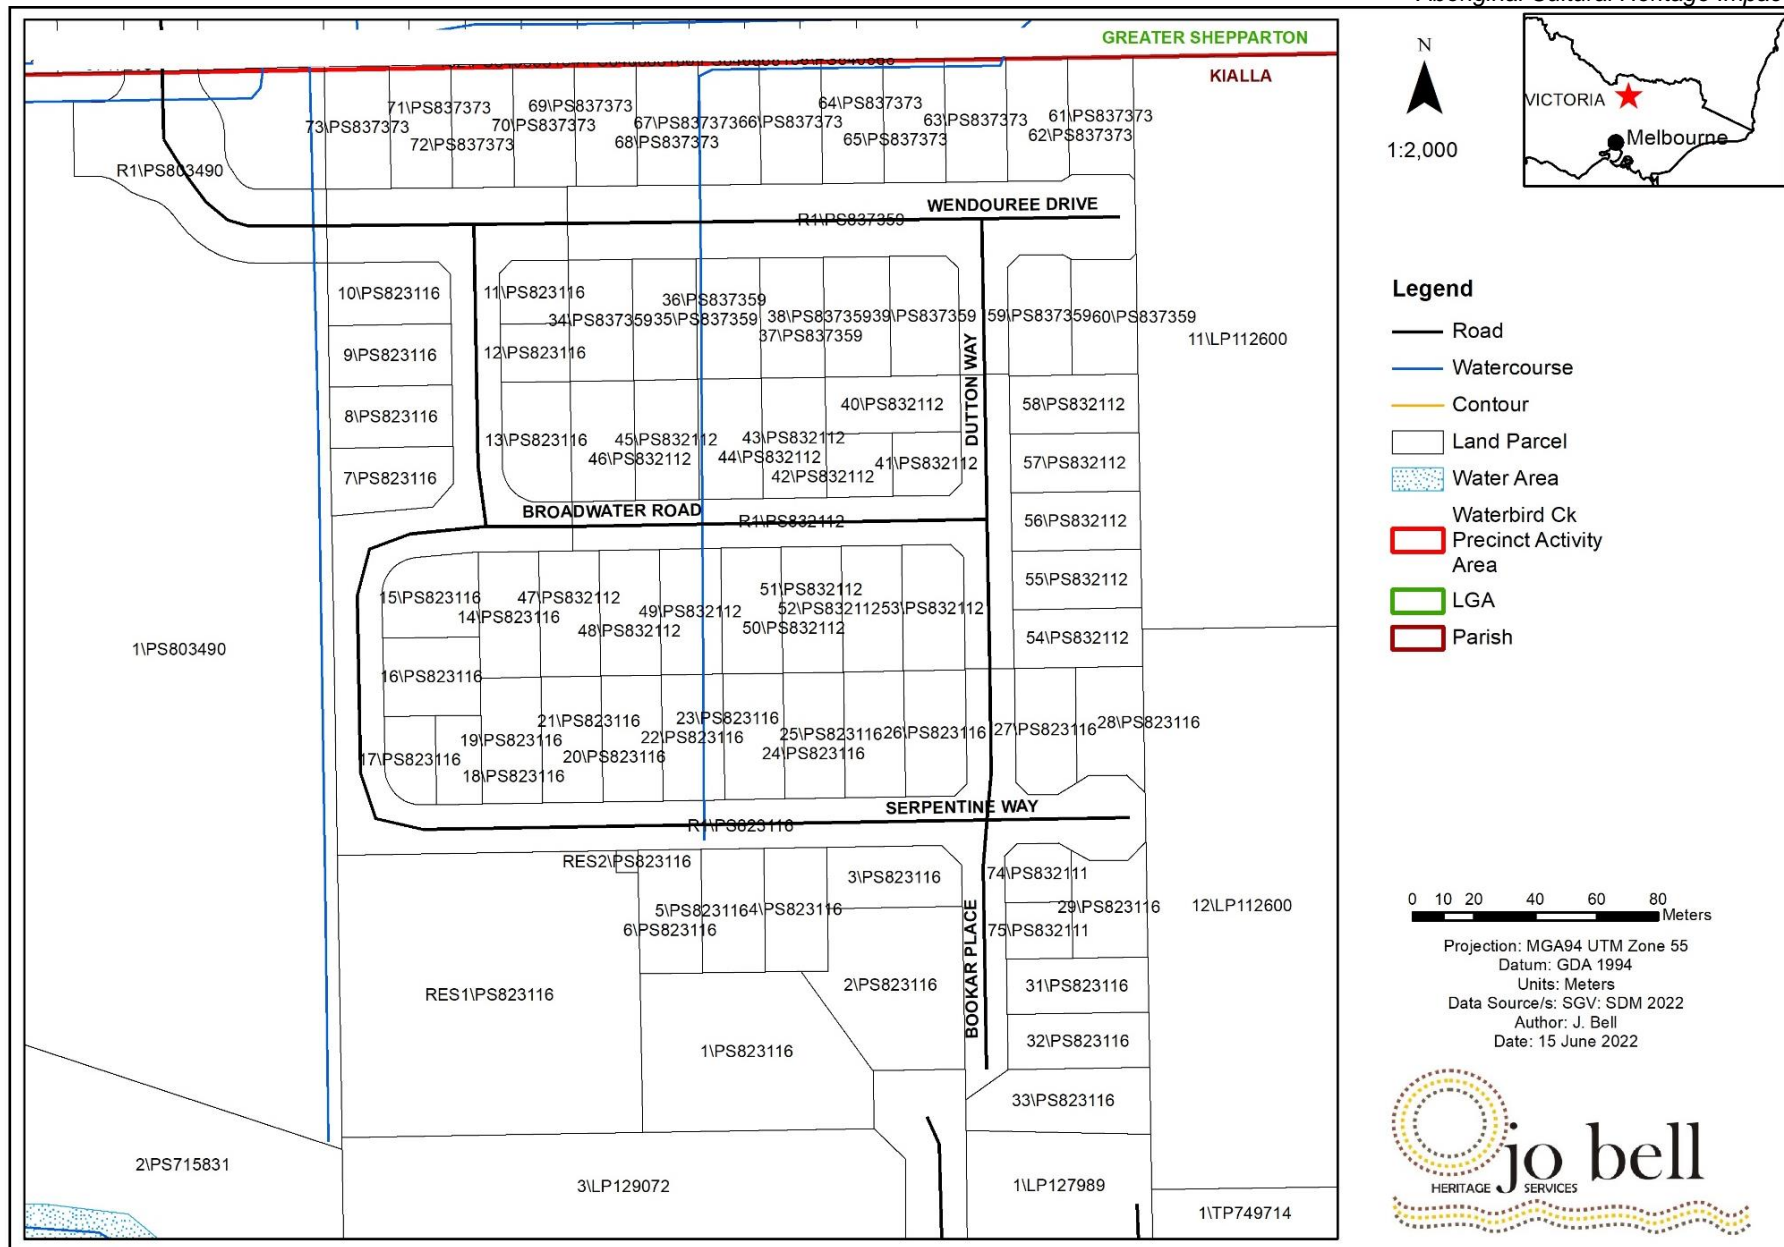 Aboriginal Cultural Heritage Impac
GREATER SHEPPARTON
KIALLA
71\PS837373
69\PS837373
64\PS837373
61\PS837373
73\PS837373
70\PS837373
67\PS837373
66\PS837373
63\PS837373
62\PS837373
72\PS837373
68\PS837373
65\PS837373
R1\PS803490
WENDOUREE DRIVE
R1\PS837359
10\PS823116
11\PS823116
36\PS837359
34\PS837359
35\PS837359
38\PS837359
39\PS837359
59\PS837359
60\PS837359
37\PS837359
11\LP112600
9\PS823116
12\PS823116
DUTTON WAY
8\PS823116
40\PS832112
58\PS832112
13\PS823116
45\PS832112
43\PS832112
46\PS832112
44\PS832112
41\PS832112
57\PS832112
7\PS823116
42\PS832112
BROADWATER ROAD
R1\PS832112
56\PS832112
15\PS823116
47\PS832112
51\PS832112
55\PS832112
14\PS823116
49\PS832112
52\PS832112
53\PS832112
48\PS832112
50\PS832112
54\PS832112
1\PS803490
16\PS823116
21\PS823116
23\PS823116
28\PS823116
19\PS823116
22\PS823116
25\PS823116
26\PS823116
27\PS823116
17\PS823116
20\PS823116
24\PS823116
18\PS823116
SERPENTINE WAY
R1\PS823116
RES2\PS823116
3\PS823116
74\PS832111
5\PS823116
4\PS823116
29\PS823116
12\LP112600
6\PS823116
75\PS832111
BOOKAR PLACE
RES1\PS823116
2\PS823116
31\PS823116
1\PS823116
32\PS823116
33\PS823116
2\PS715831
3\LP129072
1\LP127989
1\TP749714
N
1:2,000
VICTORIA
Melbourne
Legend
Road
Watercourse
Contour
Land Parcel
Water Area
Waterbird Ck
Precinct Activity
Area
LGA
Parish
0 10 20 40 60 80
Meters
Projection: MGA94 UTM Zone 55
Datum: GDA 1994
Units: Meters
Data Source/s: SGV: SDM 2022
Author: J. Bell
Date: 15 June 2022
jo bell
HERITAGE SERVICES